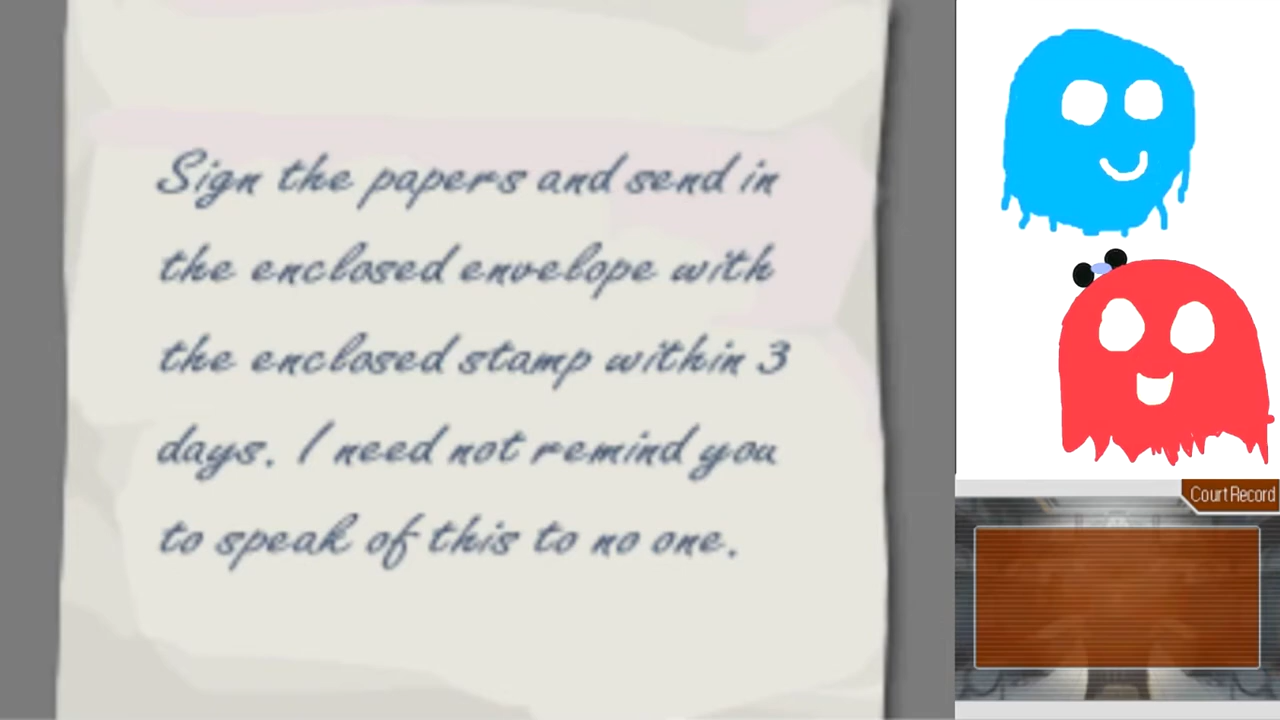 Sign the papers and send in
the enclosed envelope with
the enclosed stamp within 3
days. I need not remind you
to speak of this to no one.
Court Record